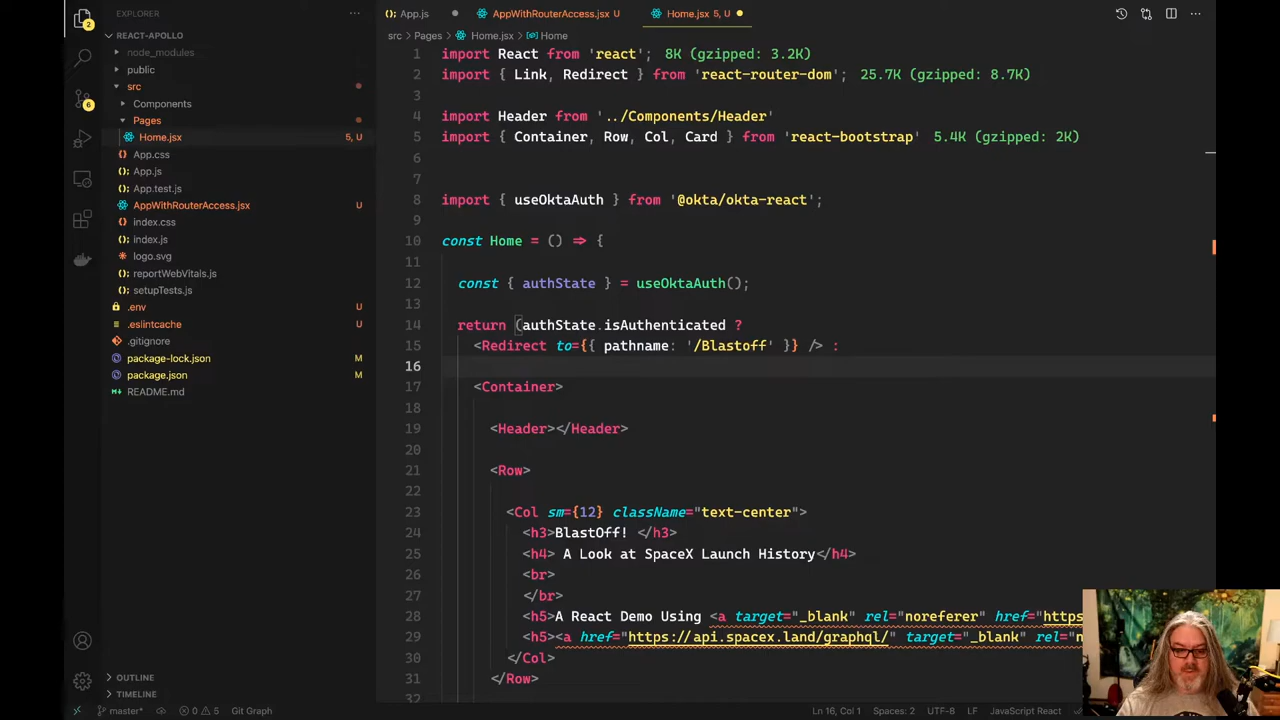 EXPLORER
REACT-APOLLO
node_modules
public
src
Components
Pages
Home.jsx 5, U
App.css
App.js
App.test.js
AppWithRouterAccess.jsx U
index.css
index.js
logo.svg
reportWebVitals.js
setupTests.js
.env U
.eslintcache U
.gitignore
package-lock.json M
package.json M
README.md
OUTLINE
TIMELINE
2
6
App.js
AppWithRouterAccess.jsx U
Home.jsx 5, U
src Pages Home.jsx Home
1 import React from 'react'; 8K (gzipped: 3.2K)
2 import { Link, Redirect } from 'react-router-dom'; 25.7K (gzipped: 8.7K)
3
4 import Header from '../Components/Header'
5 import { Container, Row, Col, Card } from 'react-bootstrap' 5.4K (gzipped: 2K)
6
7
8 import { useOktaAuth } from '@okta/okta-react';
9
10 const Home = () => {
11
12 const { authState } = useOktaAuth();
13
14 return (authState.isAuthenticated ?
15 <Redirect to={{ pathname: '/Blastoff' }} /> :
16
17 <Container>
18
19 <Header></Header>
20
21 <Row>
22
23 <Col sm={12} className="text-center">
24 <h3>BlastOff! </h3>
25 <h4> A Look at SpaceX Launch History</h4>
26 <br>
27 </br>
28 <h5>A React Demo Using <a target="_blank" rel="noreferer" href="https
29 <h5><a href="https://api.spacex.land/graphql/" target="_blank" rel="n
30 </Col>
31 </Row>
32
master* 0 5 Git Graph
Ln 16, Col 1 Spaces: 2 UTF-8 LF JavaScript React